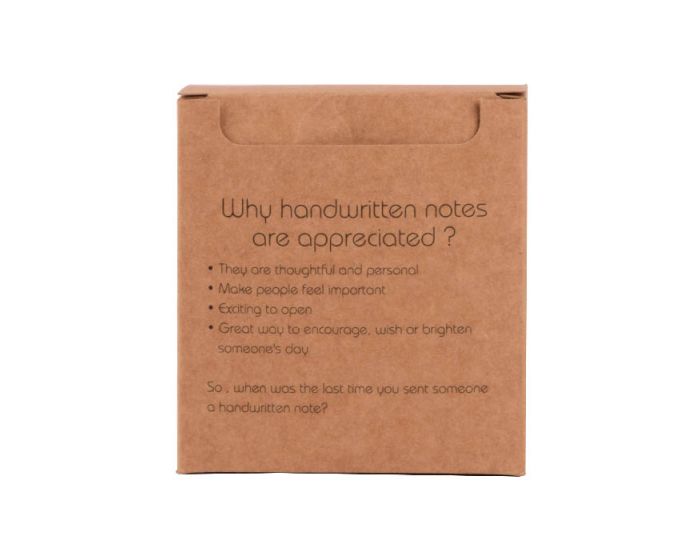 Why handwritten notes
are appreciated ?
• They are thoughtful and personal
• Make people feel important
• Exciting to open
• Great way to encourage, wish or brighten
someone's day
So , when was the last time you sent someone
a handwritten note?